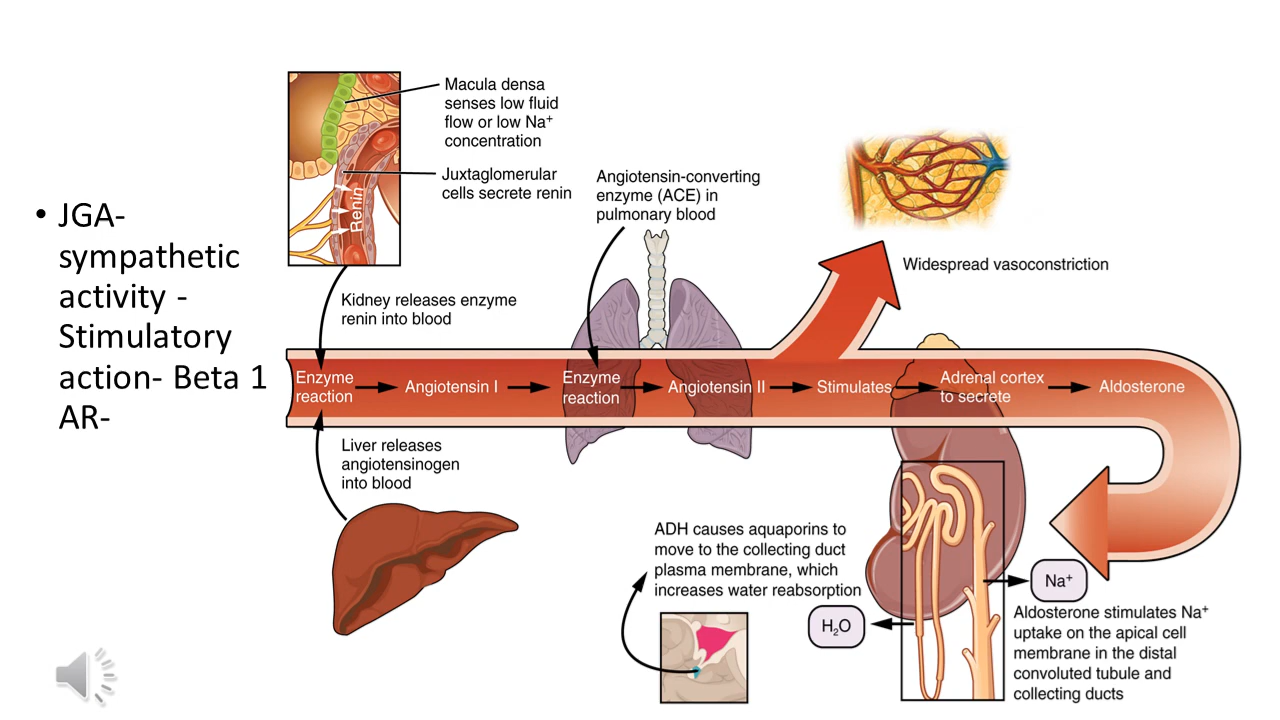 • JGA-
sympathetic
activity -
Stimulatory
action- Beta 1
AR-
Macula densa
senses low fluid
flow or low Na⁺
concentration
Juxtaglomerular
cells secrete renin
Renin
Kidney releases enzyme
renin into blood
Angiotensin-converting
enzyme (ACE) in
pulmonary blood
Widespread vasoconstriction
Enzyme
reaction
Angiotensin I
Enzyme
reaction
Angiotensin II
Stimulates
Adrenal cortex
to secrete
Aldosterone
Liver releases
angiotensinogen
into blood
ADH causes aquaporins to
move to the collecting duct
plasma membrane, which
increases water reabsorption
H₂O
Na⁺
Aldosterone stimulates Na⁺
uptake on the apical cell
membrane in the distal
convoluted tubule and
collecting ducts